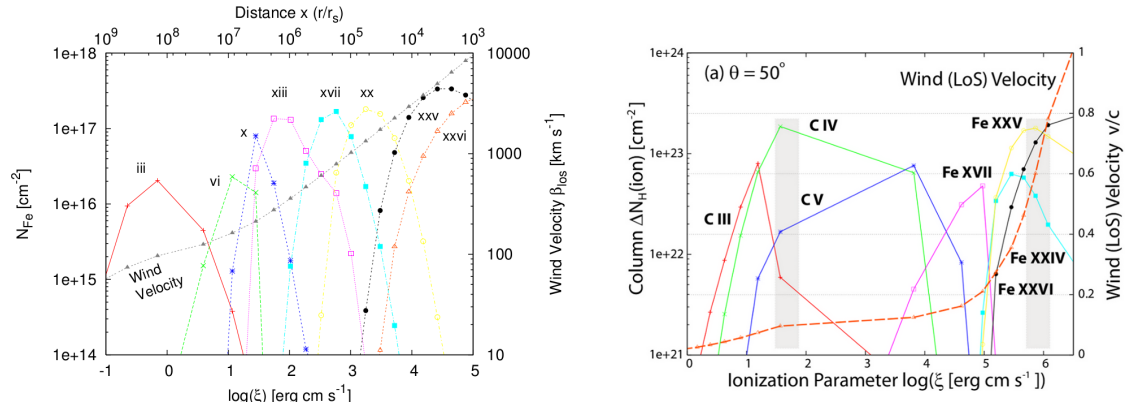 Distance x (r/rs)
10^9 10^8 10^7 10^6 10^5 10^4 10^3
1e+18
1e+17
1e+16
1e+15
1e+14
N_Fe [cm^-2]
iii
vi
x
xiii
xvii
xx
xxv
xxvi
Wind
Velocity
10000
1000
100
10
Wind Velocity β_los [km s^-1]
-1 0 1 2 3 4 5
log(ξ) [erg cm s^-1]
1e+24
1e+23
1e+22
1e+21
Column ΔN_H(ion) [cm^-2]
(a) θ = 50°
Wind (LoS) Velocity
C IV
Fe XXV
Fe XVII
C V
C III
Fe XXIV
Fe XXVI
1
0.8
0.6
0.4
0.2
0
Wind (LoS) Velocity v/c
0 1 2 3 4 5 6
Ionization Parameter log(ξ [erg cm s^-1])